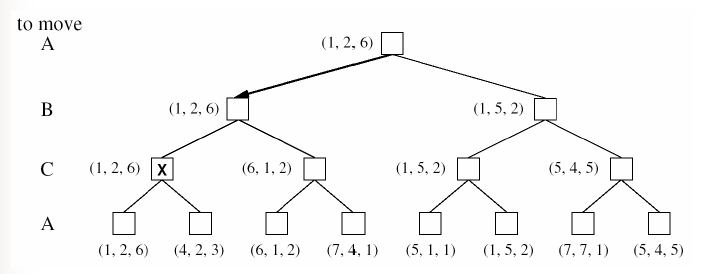 to move
A (1, 2, 6)
B (1, 2, 6) (1, 5, 2)
C (1, 2, 6) X (6, 1, 2) (1, 5, 2) (5, 4, 5)
A
(1, 2, 6) (4, 2, 3) (6, 1, 2) (7, 4, 1) (5, 1, 1) (1, 5, 2) (7, 7, 1) (5, 4, 5)